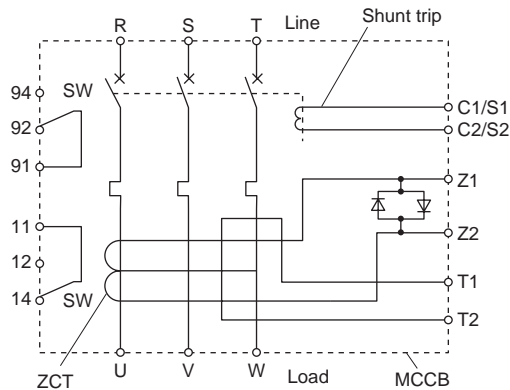 Shunt trip
R S T Line
94 SW
92
91
C1/S1
C2/S2
Z1
11
Z2
12
T1
14 SW
T2
ZCT U V W Load MCCB